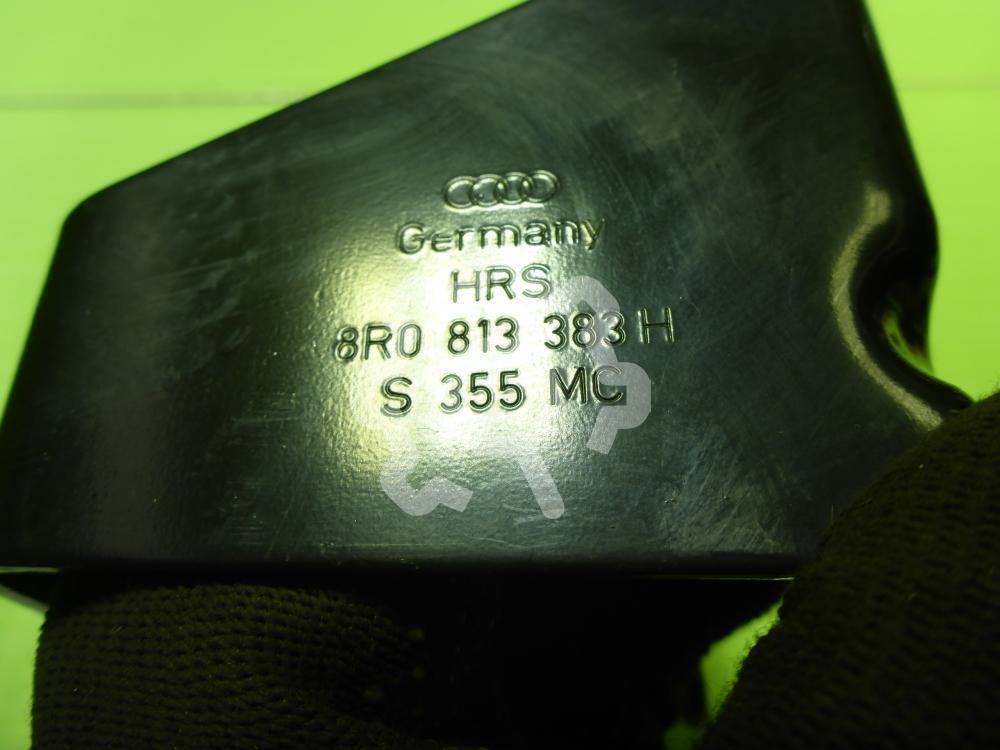 Germany
HRS
8R0 813 383 H
S 355 MC